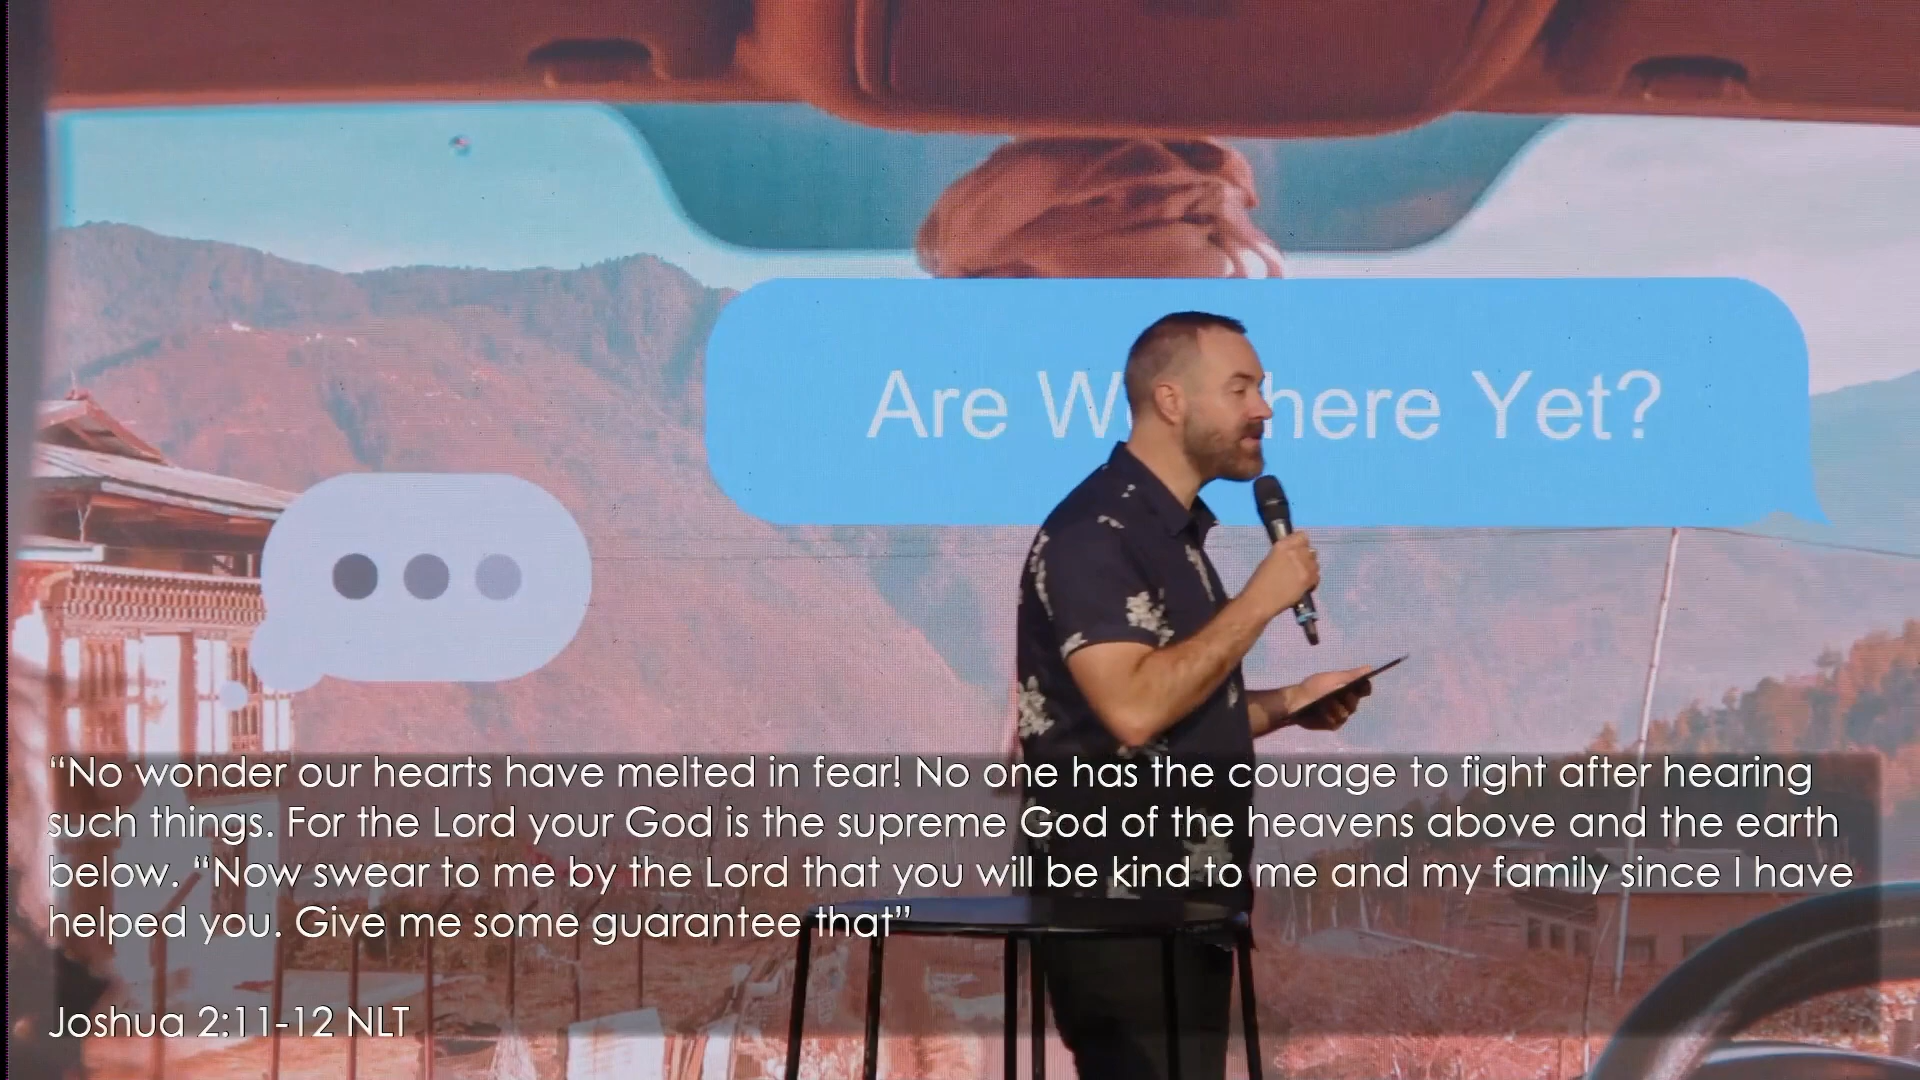 Are W here Yet?
“No wonder our hearts have melted in fear! No one has the courage to fight after hearing
such things. For the Lord your God is the supreme God of the heavens above and the earth
below. “Now swear to me by the Lord that you will be kind to me and my family since I have
helped you. Give me some guarantee that”
Joshua 2:11-12 NLT